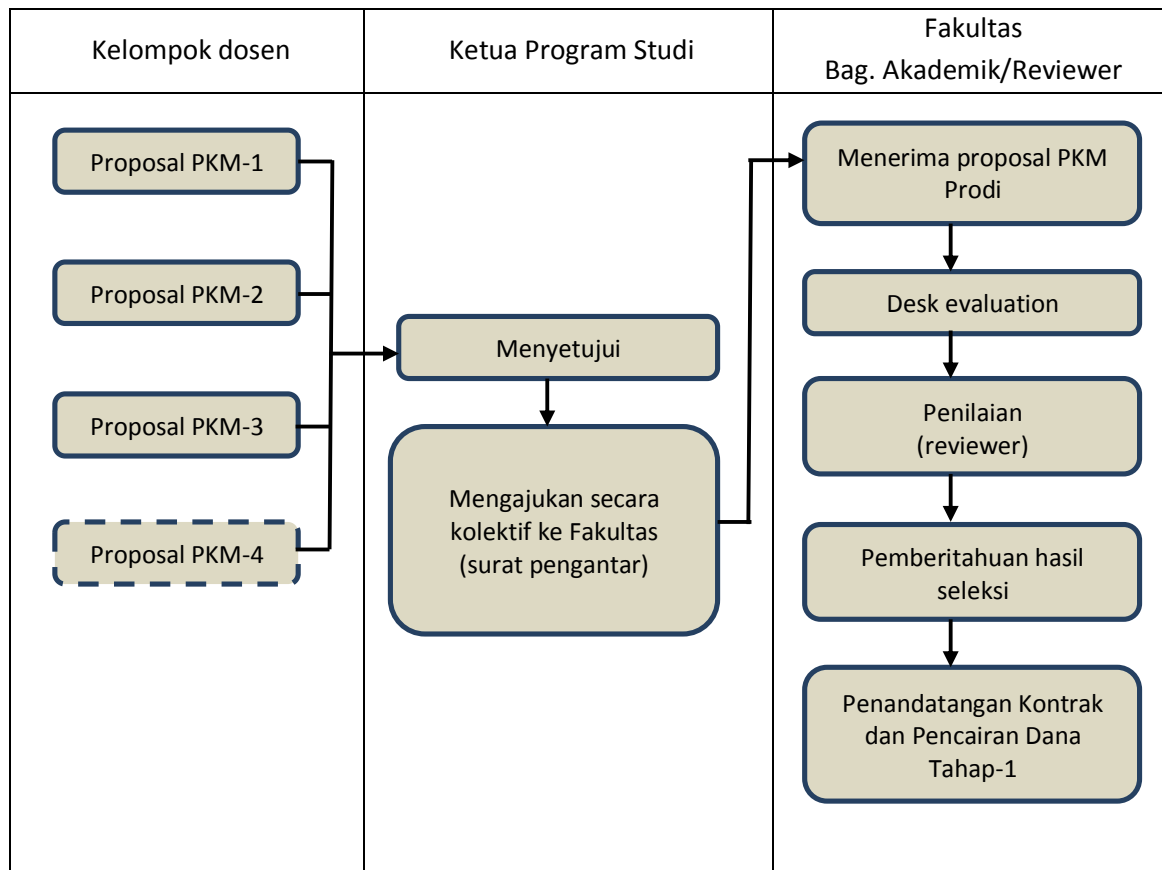 Kelompok dosen
Ketua Program Studi
Fakultas
Bag. Akademik/Reviewer
Proposal PKM-1
Proposal PKM-2
Proposal PKM-3
Proposal PKM-4
Menyetujui
Mengajukan secara
kolektif ke Fakultas
(surat pengantar)
Menerima proposal PKM
Prodi
Desk evaluation
Penilaian
(reviewer)
Pemberitahuan hasil
seleksi
Penandatangan Kontrak
dan Pencairan Dana
Tahap-1